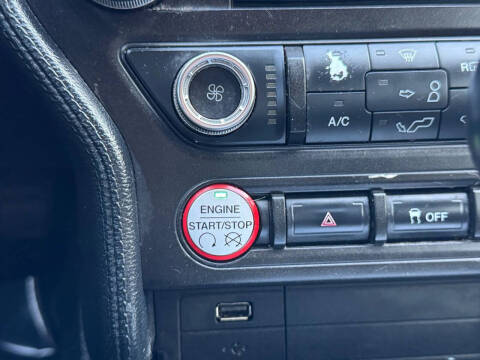 R
A/C
ENGINE
START/STOP
OFF